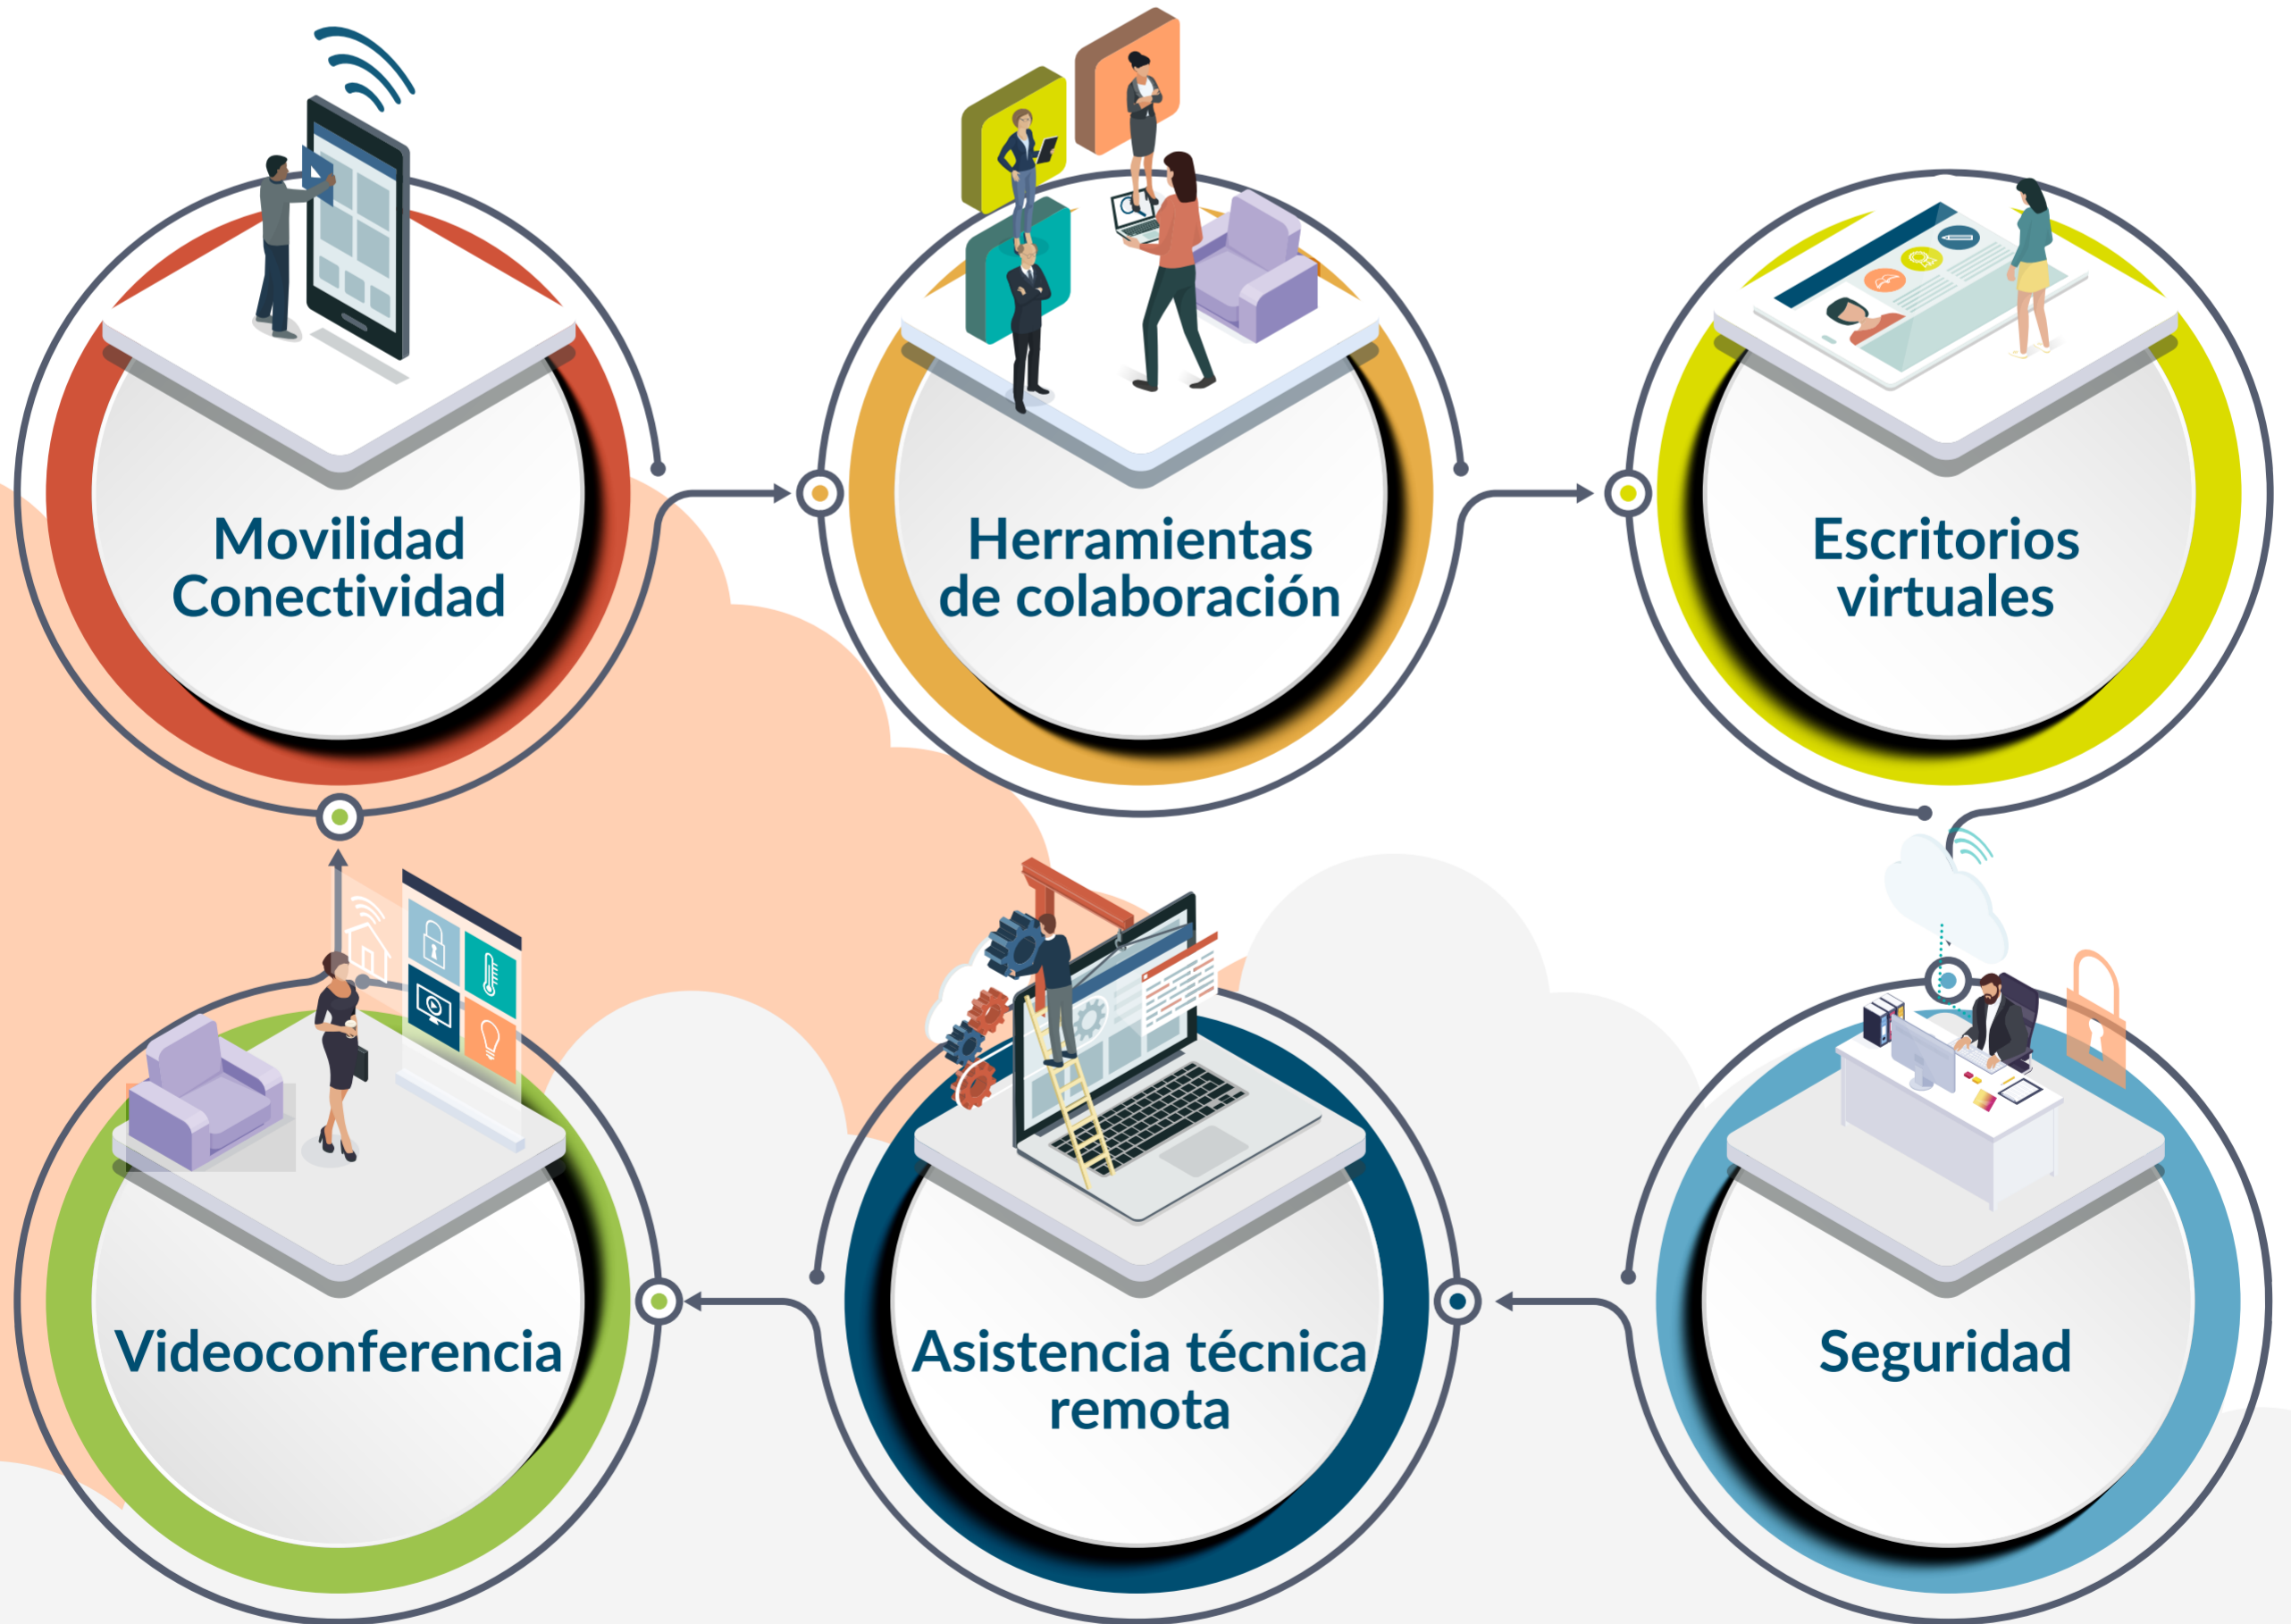 Movilidad
Conectividad
Herramientas
de colaboración
Escritorios
virtuales
Videoconferencia
Asistencia técnica
remota
Seguridad